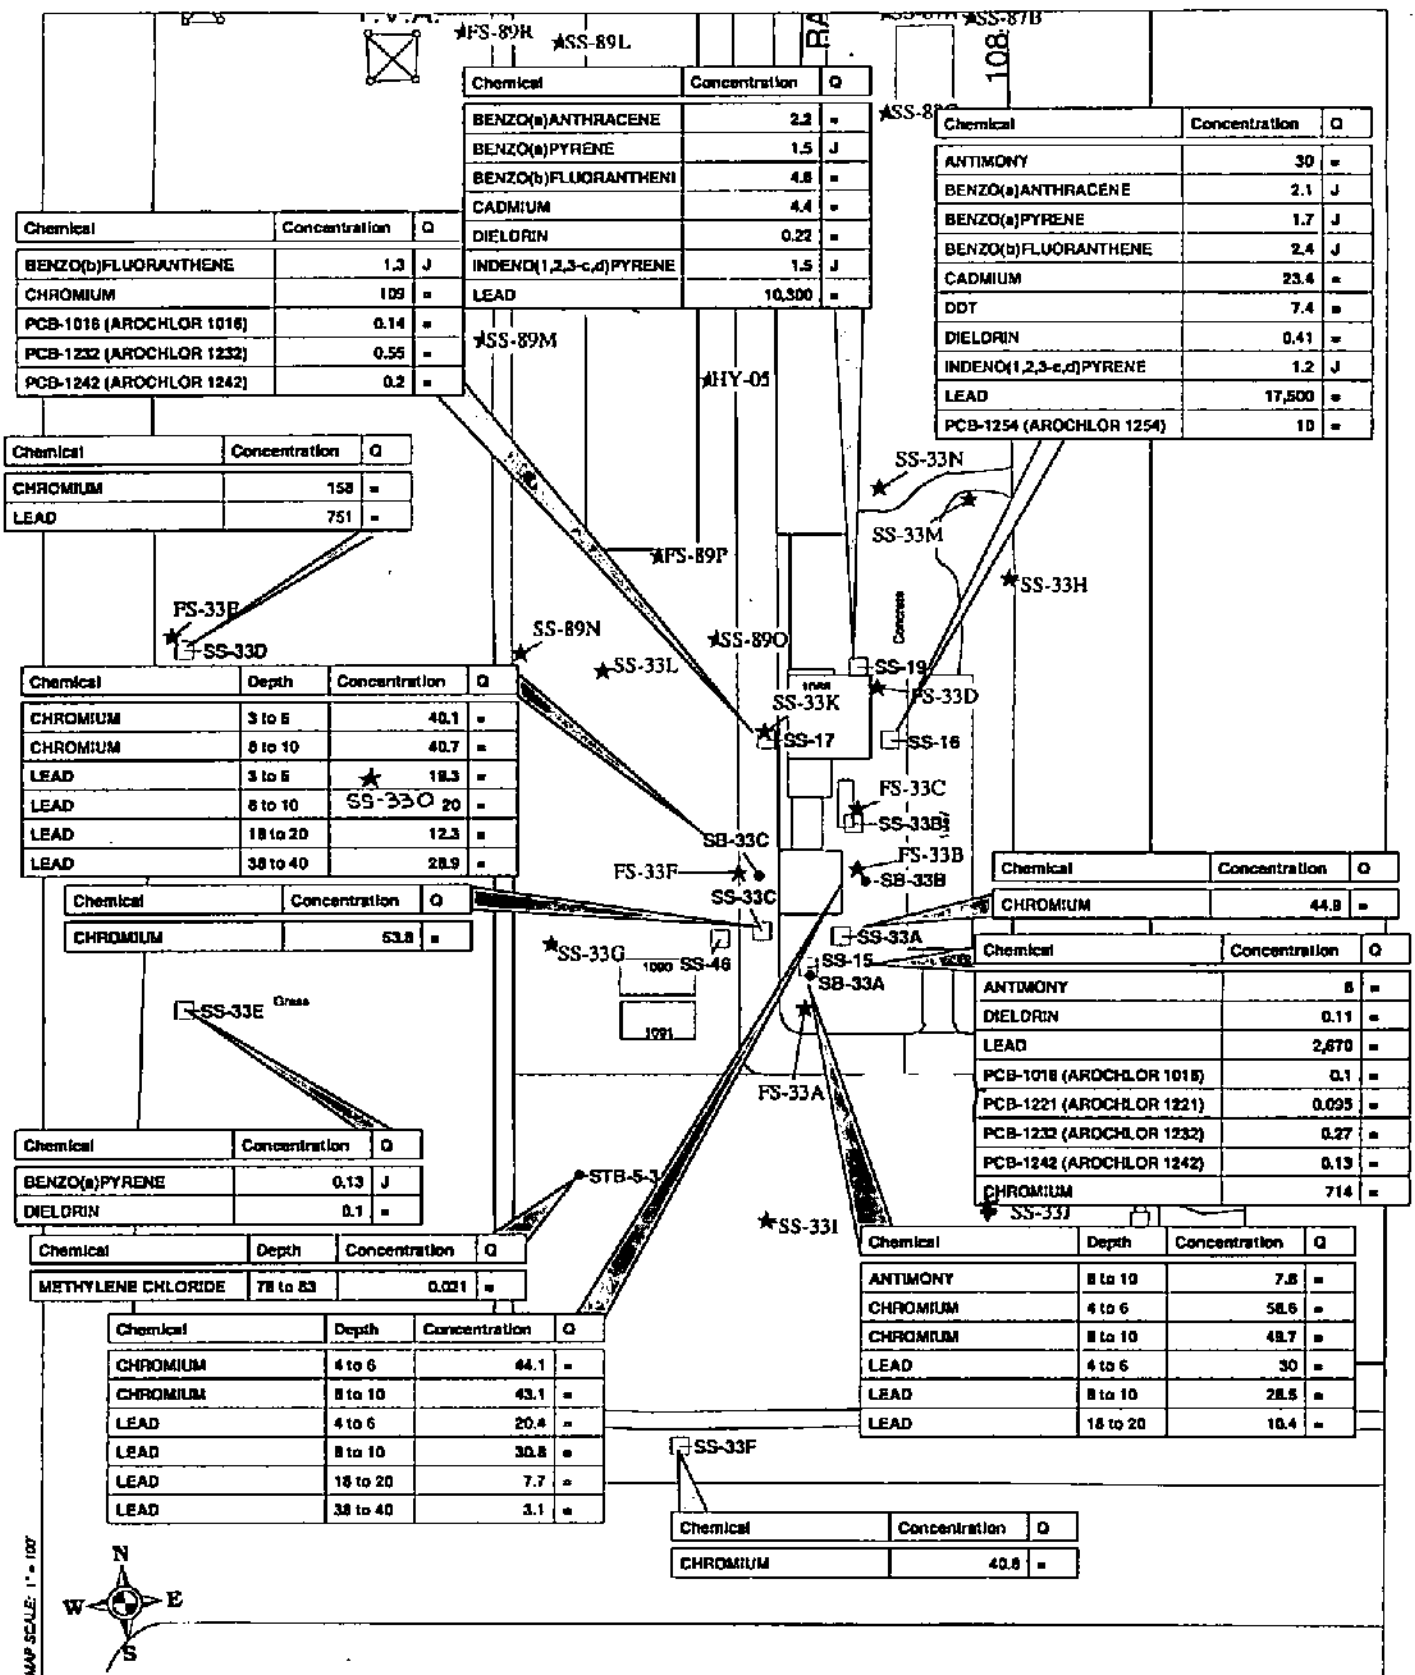 FS-89R
SS-89L
SS-87B
108
Chemical Concentration Q
BENZO(a)ANTHRACENE 2.2 =
BENZO(a)PYRENE 1.5 J
BENZO(b)FLUORANTHENI 4.8 =
CADMIUM 4.4 =
DIELDRIN 0.22 =
INDENO(1,2,3-c,d)PYRENE 1.5 J
LEAD 10,300 =
Chemical Concentration Q
ANTIMONY 30 =
BENZO(a)ANTHRACENE 2.1 J
BENZO(a)PYRENE 1.7 J
BENZO(b)FLUORANTHENE 2.4 J
CADMIUM 23.4 =
DDT 7.4 =
DIELDRIN 0.41 =
INDENO(1,2,3-c,d)PYRENE 1.2 J
LEAD 17,500 =
PCB-1254 (AROCHLOR 1254) 10 =
Chemical Concentration Q
BENZO(b)FLUORANTHENE 1.3 J
CHROMIUM 109 =
PCB-1016 (AROCHLOR 1016) 0.14 =
PCB-1232 (AROCHLOR 1232) 0.55 =
PCB-1242 (AROCHLOR 1242) 0.2 =
SS-89M
HY-05
Chemical Concentration Q
CHROMIUM 158 =
LEAD 751 =
SS-33N
SS-33M
FS-89P
SS-33H
Concrete
SS-33D
SS-89N
SS-89O
SS-33L
SS-19
FS-33D
SS-33K
SS-17
SS-16
Chemical Depth Concentration Q
CHROMIUM 3 to 5 40.1 =
CHROMIUM 8 to 10 40.7 =
LEAD 3 to 5 18.3 =
LEAD 8 to 10 20 =
LEAD 18 to 20 12.3 =
LEAD 38 to 40 28.9 =
SS-33O
FS-33C
SS-33B
SB-33C
FS-33B
SB-33B
FS-33F
SS-33C
Chemical Concentration Q
CHROMIUM 53.8 =
Chemical Concentration Q
CHROMIUM 44.9 =
SS-33A
SS-33G
1090
SS-46
SS-15
SB-33A
1091
Chemical Concentration Q
ANTIMONY 6 =
DIELDRIN 0.11 =
LEAD 2,670 =
PCB-1016 (AROCHLOR 1016) 0.1 =
PCB-1221 (AROCHLOR 1221) 0.095 =
PCB-1232 (AROCHLOR 1232) 0.27 =
PCB-1242 (AROCHLOR 1242) 0.13 =
CHROMIUM 714 =
SS-33E
Grass
FS-33A
Chemical Concentration Q
BENZO(a)PYRENE 0.13 J
DIELDRIN 0.1 =
STB-5-3
SS-33I
SS-33J
Chemical Depth Concentration Q
METHYLENE CHLORIDE 78 to 83 0.021 =
Chemical Depth Concentration Q
ANTIMONY 8 to 10 7.8 =
CHROMIUM 4 to 6 58.6 =
CHROMIUM 8 to 10 49.7 =
LEAD 4 to 6 30 =
LEAD 8 to 10 28.5 =
LEAD 18 to 20 10.4 =
Chemical Depth Concentration Q
CHROMIUM 4 to 6 44.1 =
CHROMIUM 8 to 10 43.1 =
LEAD 4 to 6 20.4 =
LEAD 8 to 10 30.8 =
LEAD 18 to 20 7.7 =
LEAD 38 to 40 3.1 =
SS-33F
Chemical Concentration Q
CHROMIUM 40.8 =
MAP SCALE: 1" = 100'
N
W E
S